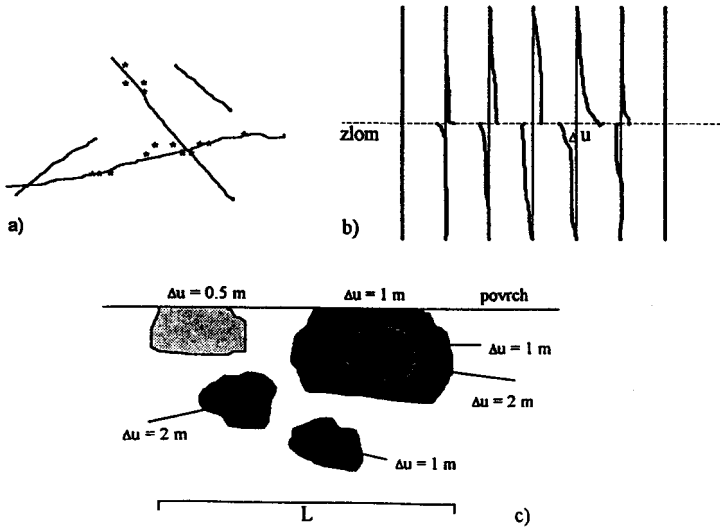 a)
zlom
Δu
b)
Δu = 0.5 m
Δu = 1 m
povrch
Δu = 1 m
Δu = 2 m
Δu = 2 m
Δu = 1 m
L
c)